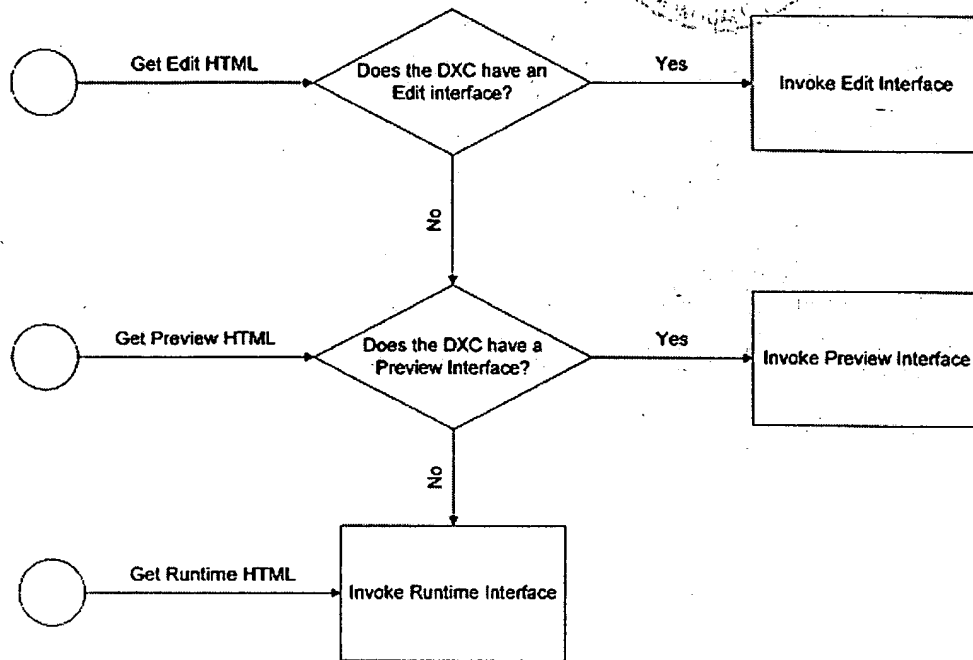 Get Edit HTML
Does the DXC have an
Edit interface?
Yes
Invoke Edit Interface
No
Get Preview HTML
Does the DXC have a
Preview Interface?
Yes
Invoke Preview Interface
No
Get Runtime HTML
Invoke Runtime Interface